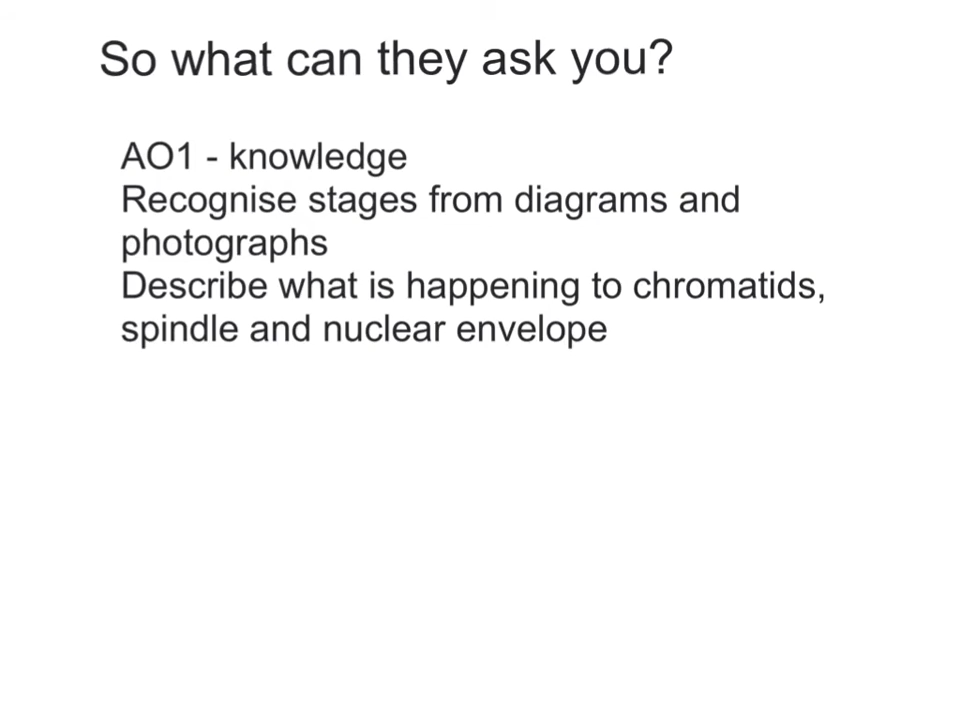 So what can they ask you?
AO1 - knowledge
Recognise stages from diagrams and
photographs
Describe what is happening to chromatids,
spindle and nuclear envelope